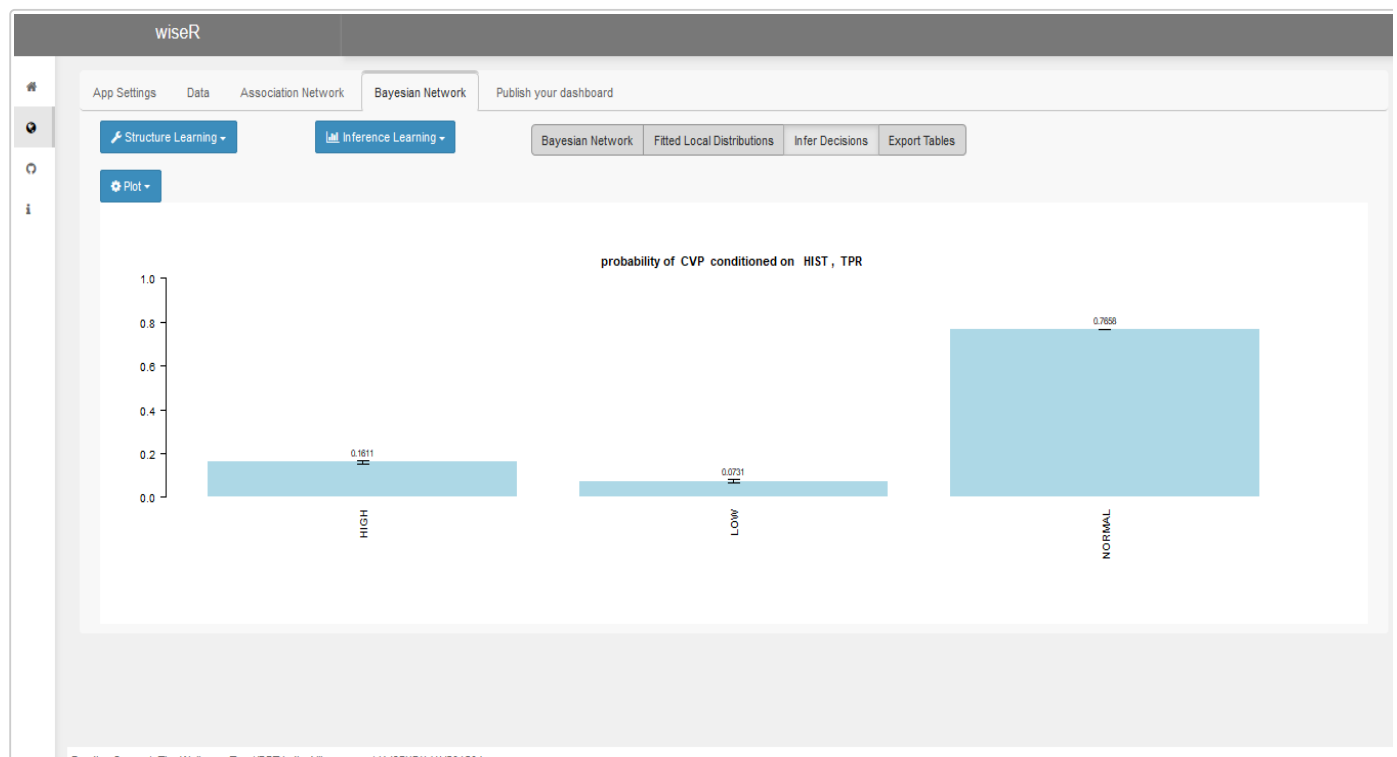 wiseR
App Settings Data Association Network Bayesian Network Publish your dashboard
Structure Learning Inference Learning Bayesian Network Fitted Local Distributions Infer Decisions Export Tables
Plot
probability of CVP conditioned on HIST , TPR
1.0
0.8
0.6
0.4
0.2
0.0
0.1611
0.0731
0.7658
HIGH
LOW
NORMAL